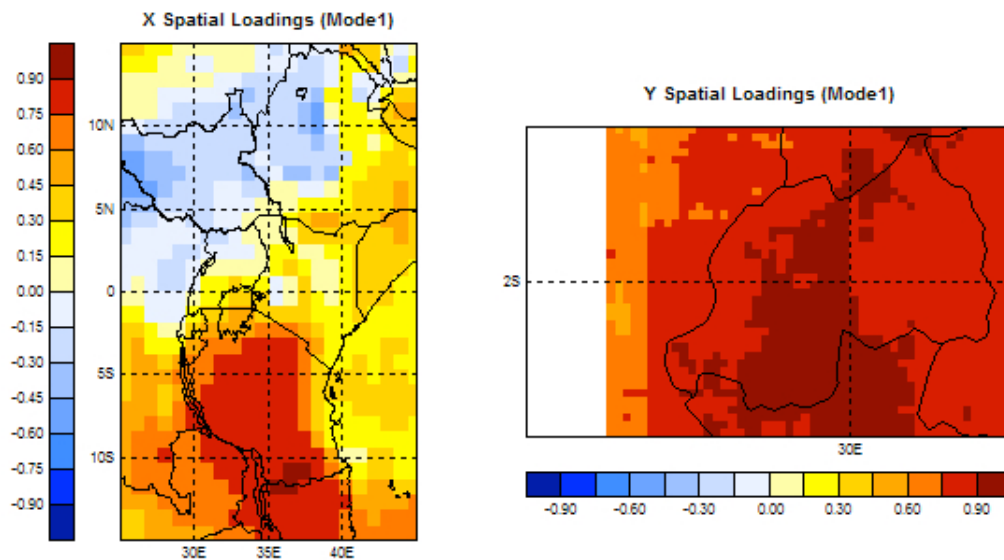 X Spatial Loadings (Mode1)
0.90
0.75
0.60
0.45
0.30
0.15
0.00
-0.15
-0.30
-0.45
-0.60
-0.75
-0.90
10N
5N
0
5S
10S
30E 35E 40E
Y Spatial Loadings (Mode1)
2S
30E
-0.90 -0.60 -0.30 0.00 0.30 0.60 0.90